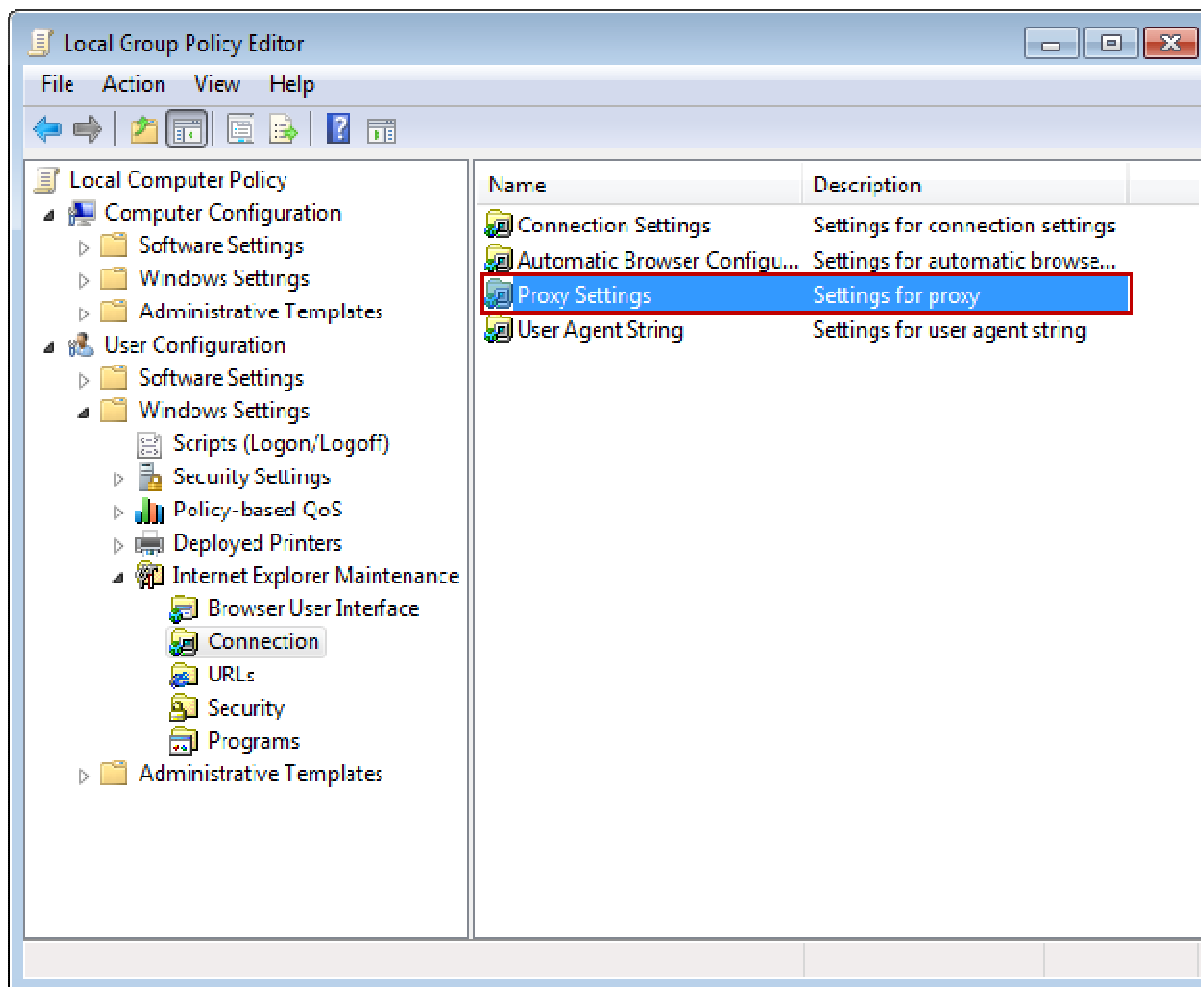 Local Group Policy Editor
File Action View Help
Local Computer Policy
Computer Configuration
Software Settings
Windows Settings
Administrative Templates
User Configuration
Software Settings
Windows Settings
Scripts (Logon/Logoff)
Security Settings
Policy-based QoS
Deployed Printers
Internet Explorer Maintenance
Browser User Interface
Connection
URLs
Security
Programs
Administrative Templates
Name Description
Connection Settings Settings for connection settings
Automatic Browser Configu... Settings for automatic browse...
Proxy Settings Settings for proxy
User Agent String Settings for user agent string